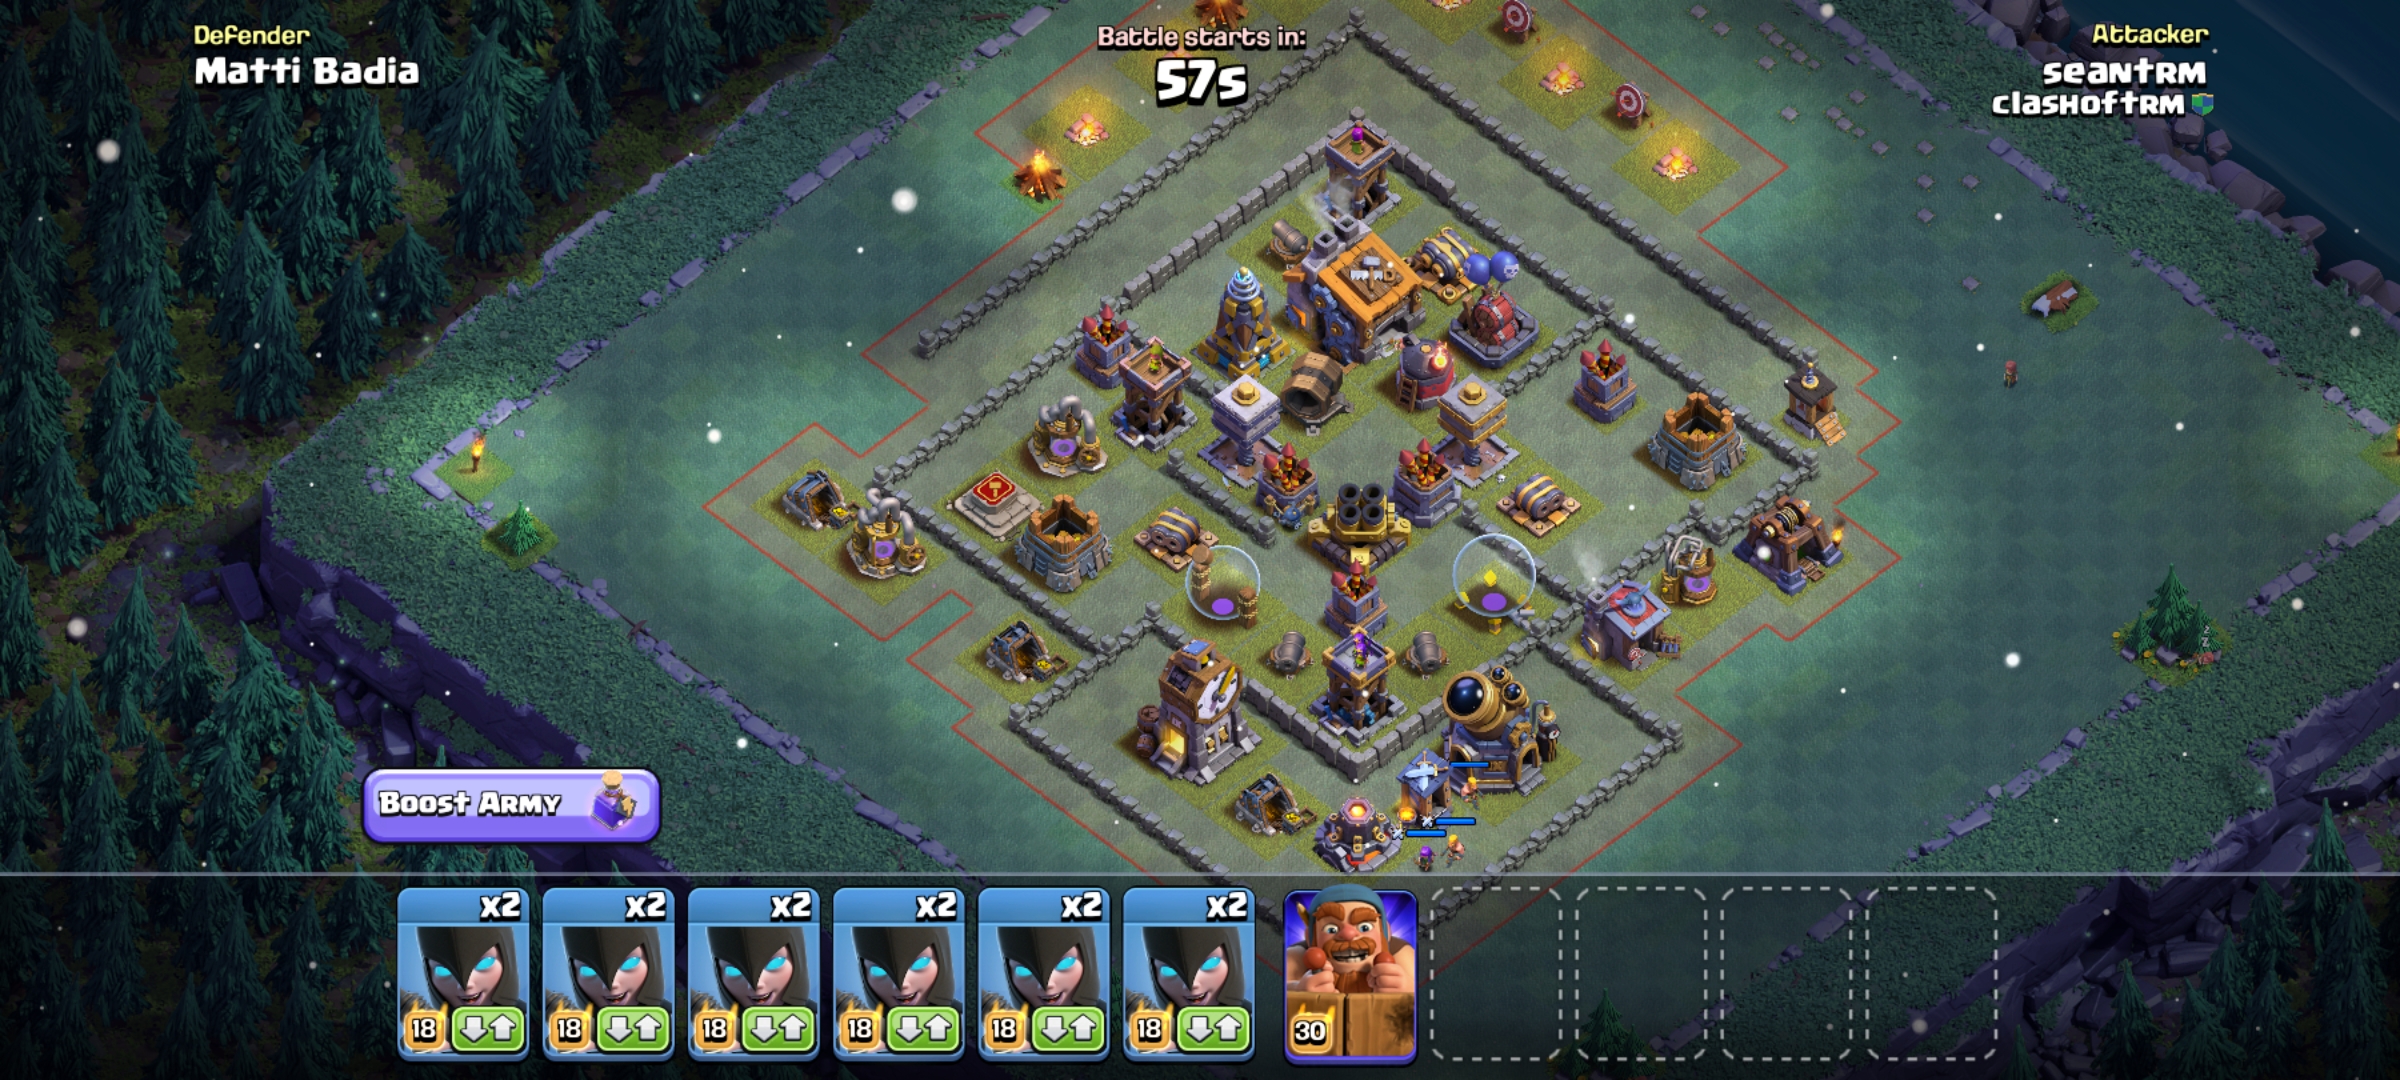 Defender
Matti Badia
Battle starts in:
57s
Attacker
seantRM
clashoftRM
Boost Army
x2
x2
x2
x2
x2
x2
18
18
18
18
18
18
30
z
z